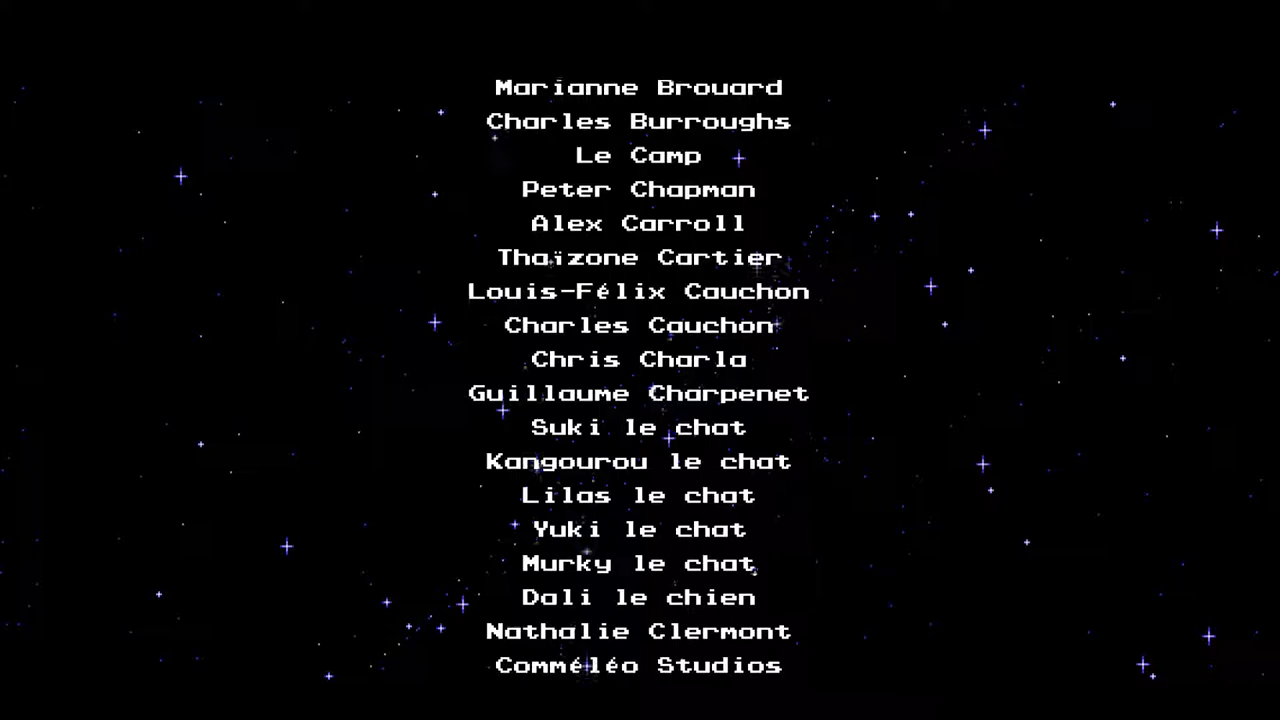 Marianne Brouard
Charles Burroughs
Le Camp
Peter Chapman
Alex Carroll
Thaïzone Cartier
Louis-Félix Cauchon
Charles Cauchon
Chris Charla
Guillaume Charpenet
Suki le chat
Kangourou le chat
Lilas le chat
Yuki le chat
Murky le chat
Dali le chien
Nathalie Clermont
Comméléo Studios